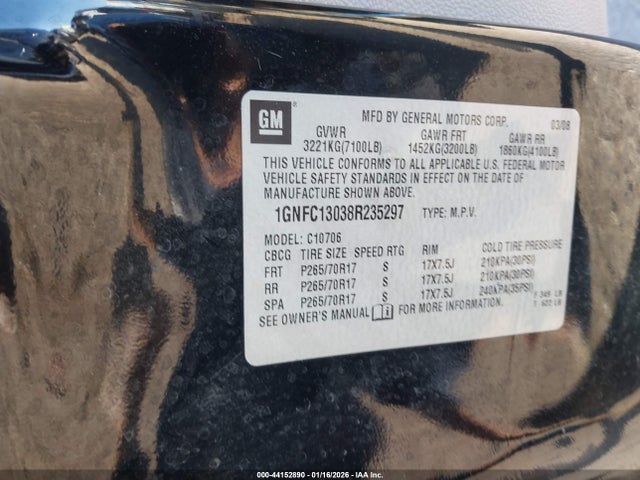 GM ®
MFD BY GENERAL MOTORS CORP. 03/08
GVWR GAWR FRT GAWR RR
3221KG(7100LB) 1452KG(3200LB) 1860KG(4100LB)
THIS VEHICLE CONFORMS TO ALL APPLICABLE U.S. FEDERAL MOTOR
VEHICLE SAFETY STANDARDS IN EFFECT ON THE DATE OF
MANUFACTURE SHOWN ABOVE.
1GNFC13038R235297 TYPE: M.P.V.
MODEL: C10706
CBCG TIRE SIZE SPEED RTG RIM COLD TIRE PRESSURE
FRT P265/70R17 S 17X7.5J 210KPA(30PSI)
RR P265/70R17 S 17X7.5J 210KPA(30PSI)
SPA P265/70R17 S 17X7.5J 240KPA(35PSI)
SEE OWNER'S MANUAL FOR MORE INFORMATION.
LB
LB
000-44152890 - 01/16/2026 - IAA Inc.